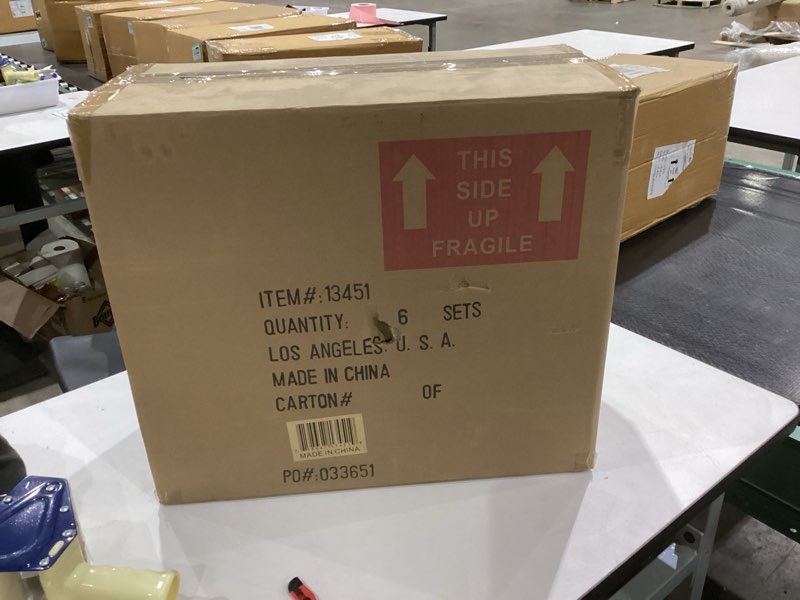 THIS
SIDE
UP
FRAGILE
ITEM#:13451
QUANTITY: 6 SETS
LOS ANGELES. U. S. A.
MADE IN CHINA
CARTON# OF
MADE IN CHINA
PO#:033651